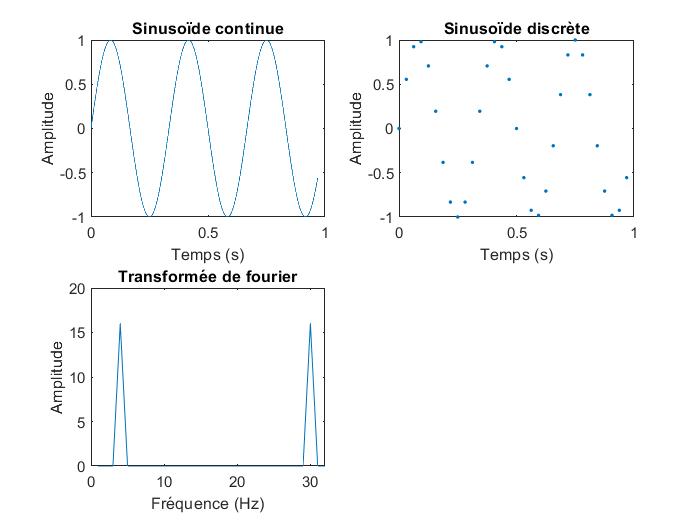 Sinusoïde continue
1
0.5
0
-0.5
-1
Amplitude
0 0.5 1
Temps (s)
Sinusoïde discrète
1
0.5
0
-0.5
-1
Amplitude
0 0.5 1
Temps (s)
Transformée de fourier
20
15
10
5
0
Amplitude
0 10 20 30
Fréquence (Hz)